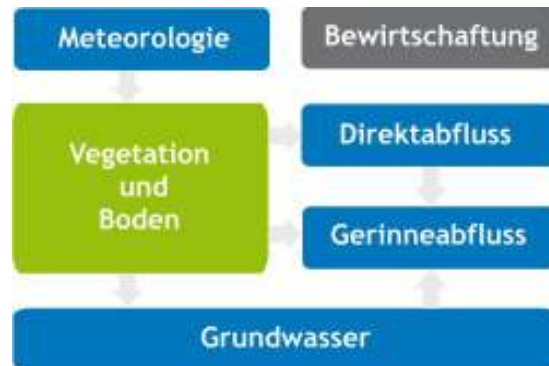 Meteorologie
Bewirtschaftung
Vegetation
und
Boden
Direktabfluss
Gerinneabfluss
Grundwasser